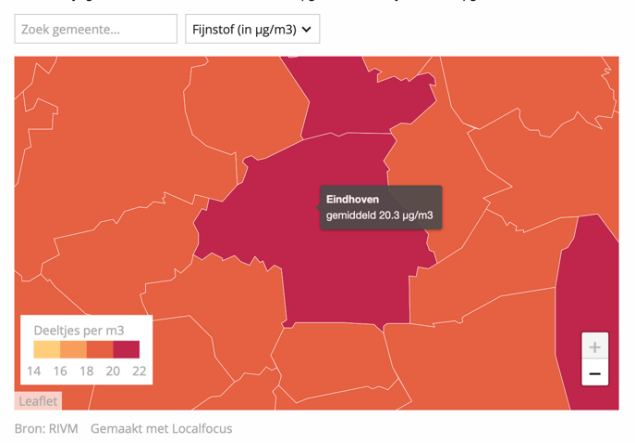 Zoek gemeente...
Fijnstof (in µg/m3)
Eindhoven
gemiddeld 20.3 µg/m3
Deeltjes per m3
14 16 18 20 22
+
−
Leaflet
Bron: RIVM Gemaakt met Localfocus